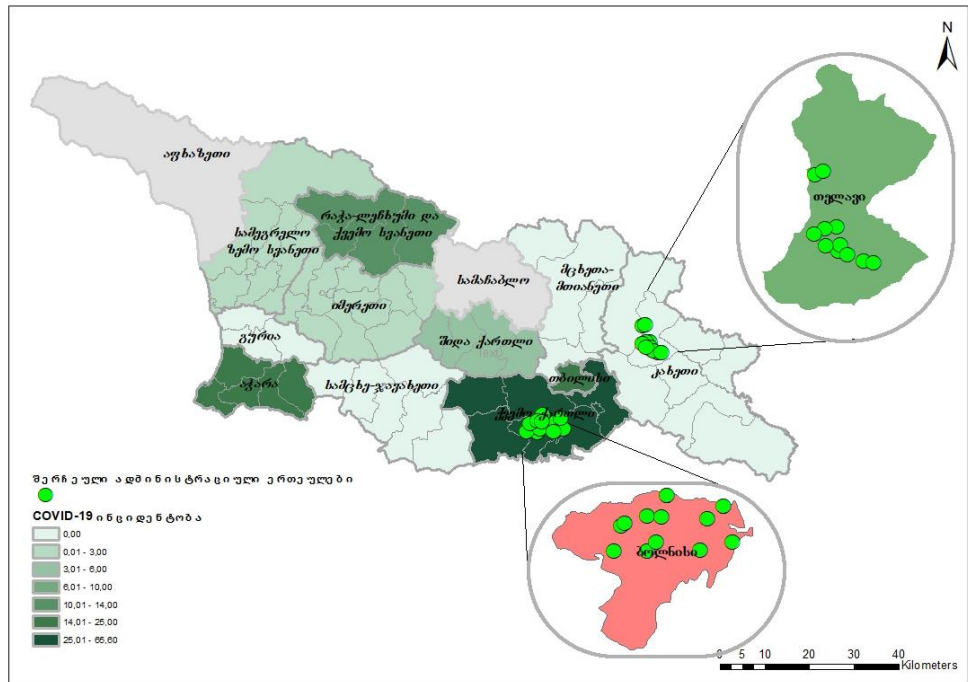 N
აფხაზეთი
რაჭა-ლეჩხუმი და
ქვემო სვანეთი
სამეგრელო
ზემო სვანეთი
სამაჩაბლო
მცხეთა-
მთიანეთი
იმერეთი
შიდა ქართლი
Text
გურია
აჭარა
სამცხე-ჯავახეთი
თბილისი
ქვემო ქართლი
კახეთი
თელავი
ბოლნისი
შერჩეული ადმინისტრაციული ერთეულები
COVID-19 ინციდენტობა
0,00
0,01 - 3,00
3,01 - 6,00
6,01 - 10,00
10,01 - 14,00
14,01 - 25,00
25,01 - 65,60
0 5 10 20 30 40
Kilometers